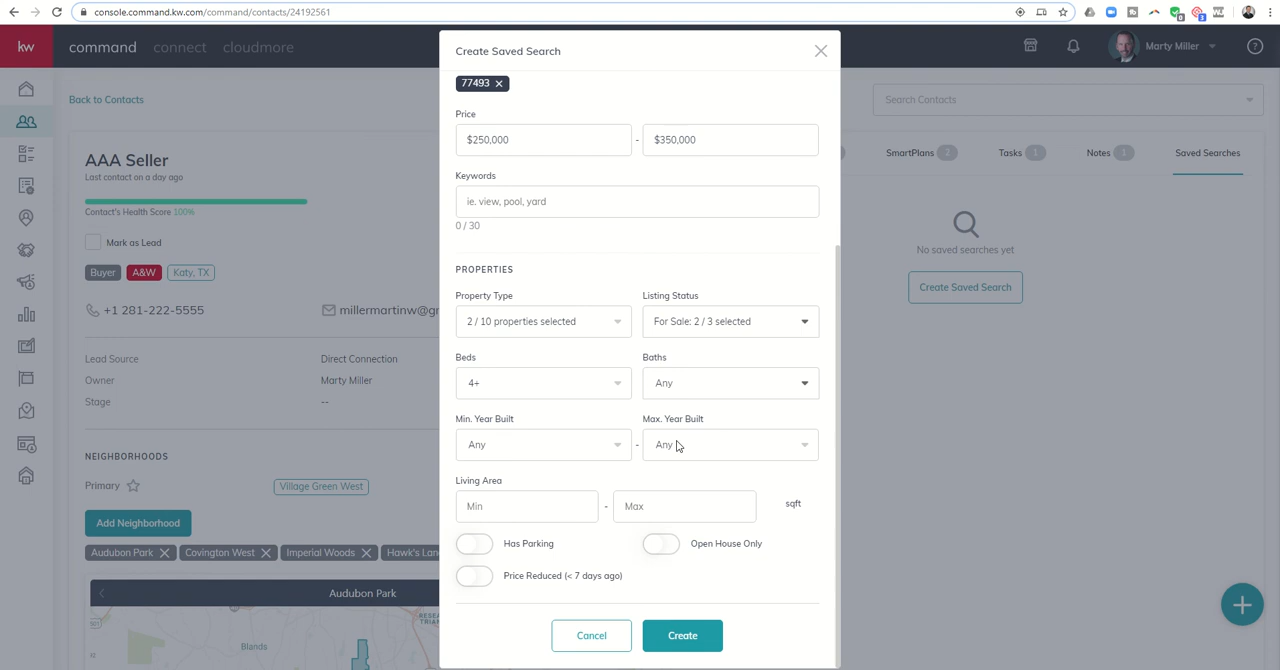 console.command.kw.com/command/contacts/24192561
kw
command
connect
cloudmore
Marty Miller
Back to Contacts
Search Contacts
AAA Seller
Last contact on a day ago
Contact's Health Score 100%
Mark as Lead
Buyer
A&W
Katy, TX
+1 281-222-5555
millermartinw@gr
Lead Source
Direct Connection
Owner
Marty Miller
Stage
--
NEIGHBORHOODS
Primary
Village Green West
Add Neighborhood
Audubon Park
Covington West
Imperial Woods
Hawk's Lan
Audubon Park
Blands
Create Saved Search
77493
Price
$250,000 - $350,000
Keywords
ie. view, pool, yard
0 / 30
PROPERTIES
Property Type
Listing Status
2 / 10 properties selected
For Sale: 2 / 3 selected
Beds
Baths
4+
Any
Min. Year Built
Max. Year Built
Any - Any
Living Area
Min - Max sqft
Has Parking
Open House Only
Price Reduced (< 7 days ago)
Cancel
Create
SmartPlans 2
Tasks 1
Notes 1
Saved Searches
No saved searches yet
Create Saved Search